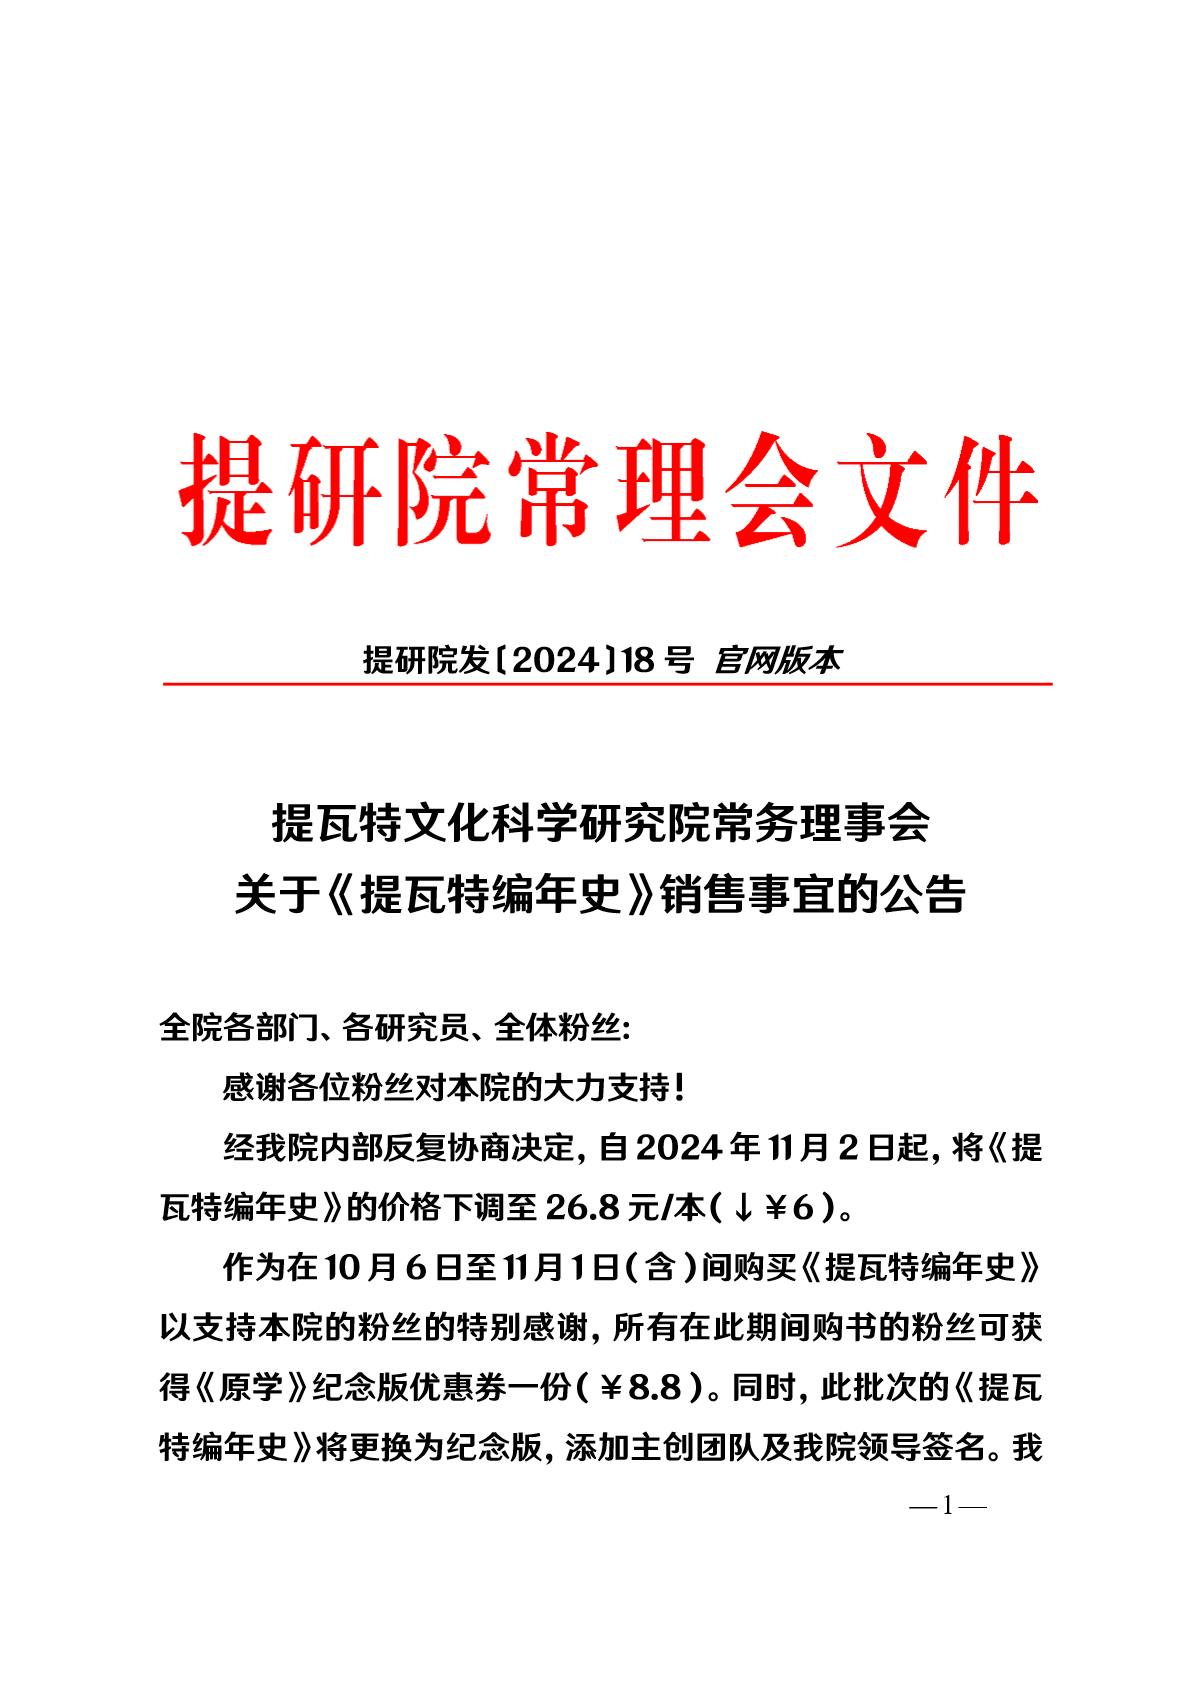 提研院常理会文件
提研院发〔2024〕18 号 官网版本
提瓦特文化科学研究院常务理事会
关于《提瓦特编年史》销售事宜的公告
全院各部门、各研究员、全体粉丝:
感谢各位粉丝对本院的大力支持！
经我院内部反复协商决定，自 2024 年 11 月 2 日起，将《提
瓦特编年史》的价格下调至 26.8 元/本（↓￥6）。
作为在 10 月 6 日至 11 月 1 日（含）间购买《提瓦特编年史》
以支持本院的粉丝的特别感谢，所有在此期间购书的粉丝可获
得《原学》纪念版优惠券一份（￥8.8）。同时，此批次的《提瓦
特编年史》将更换为纪念版，添加主创团队及我院领导签名。我
— 1 —